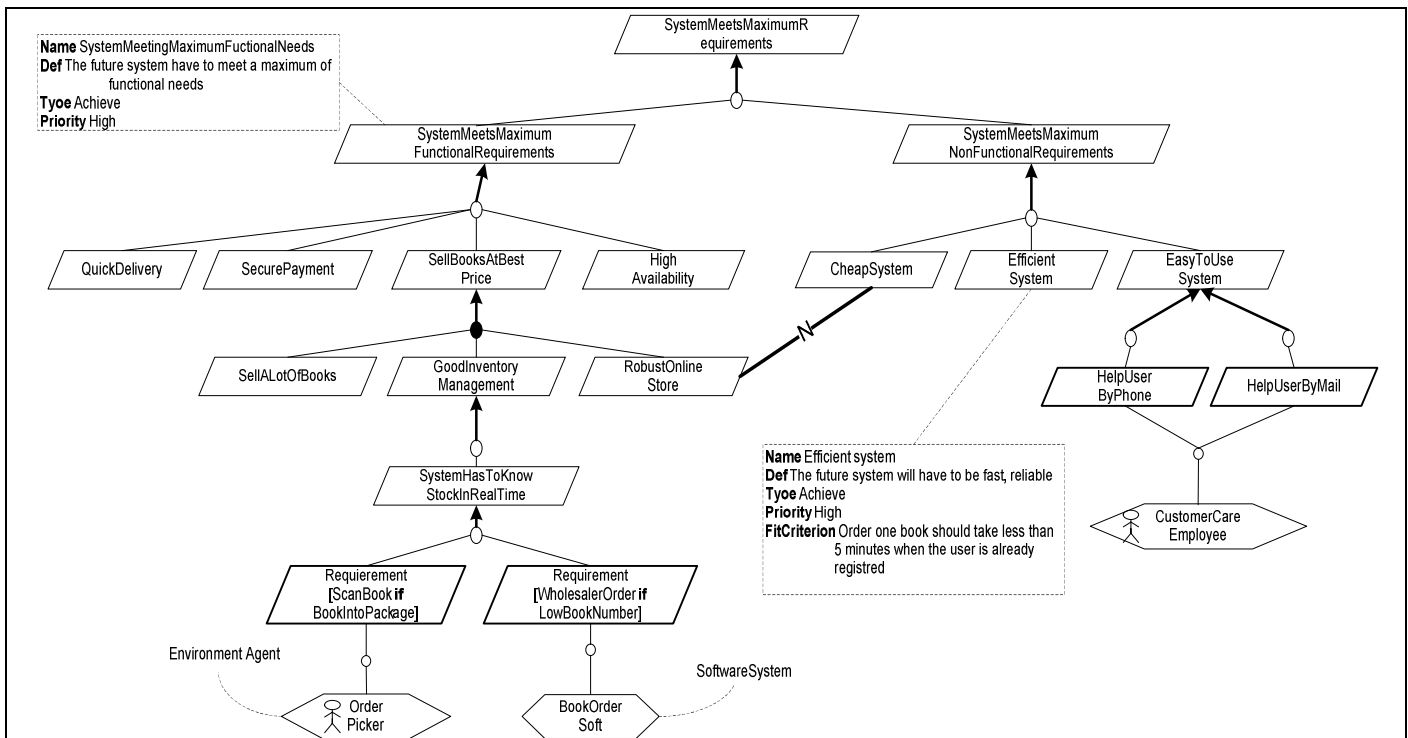 SystemMeetsMaximumR
equirements
Name SystemMeetingMaximumFuctionalNeeds
Def The future system have to meet a maximum of
functional needs
Tyoe Achieve
Priority High
SystemMeetsMaximum
FunctionalRequirements
SystemMeetsMaximum
NonFunctionalRequirements
QuickDelivery
SecurePayment
SellBooksAtBest
Price
High
Availability
CheapSystem
Efficient
System
EasyToUse
System
SellALotOfBooks
GoodInventory
Management
RobustOnline
Store
N
HelpUser
ByPhone
HelpUserByMail
SystemHasToKnow
StockInRealTime
Name Efficient system
Def The future system will have to be fast, reliable
Tyoe Achieve
Priority High
FitCriterion Order one book should take less than
5 minutes when the user is already
registred
CustomerCare
Employee
Requierement
[ScanBook if
BookIntoPackage]
Requirement
[WholesalerOrder if
LowBookNumber]
Environment Agent
SoftwareSystem
Order
Picker
BookOrder
Soft